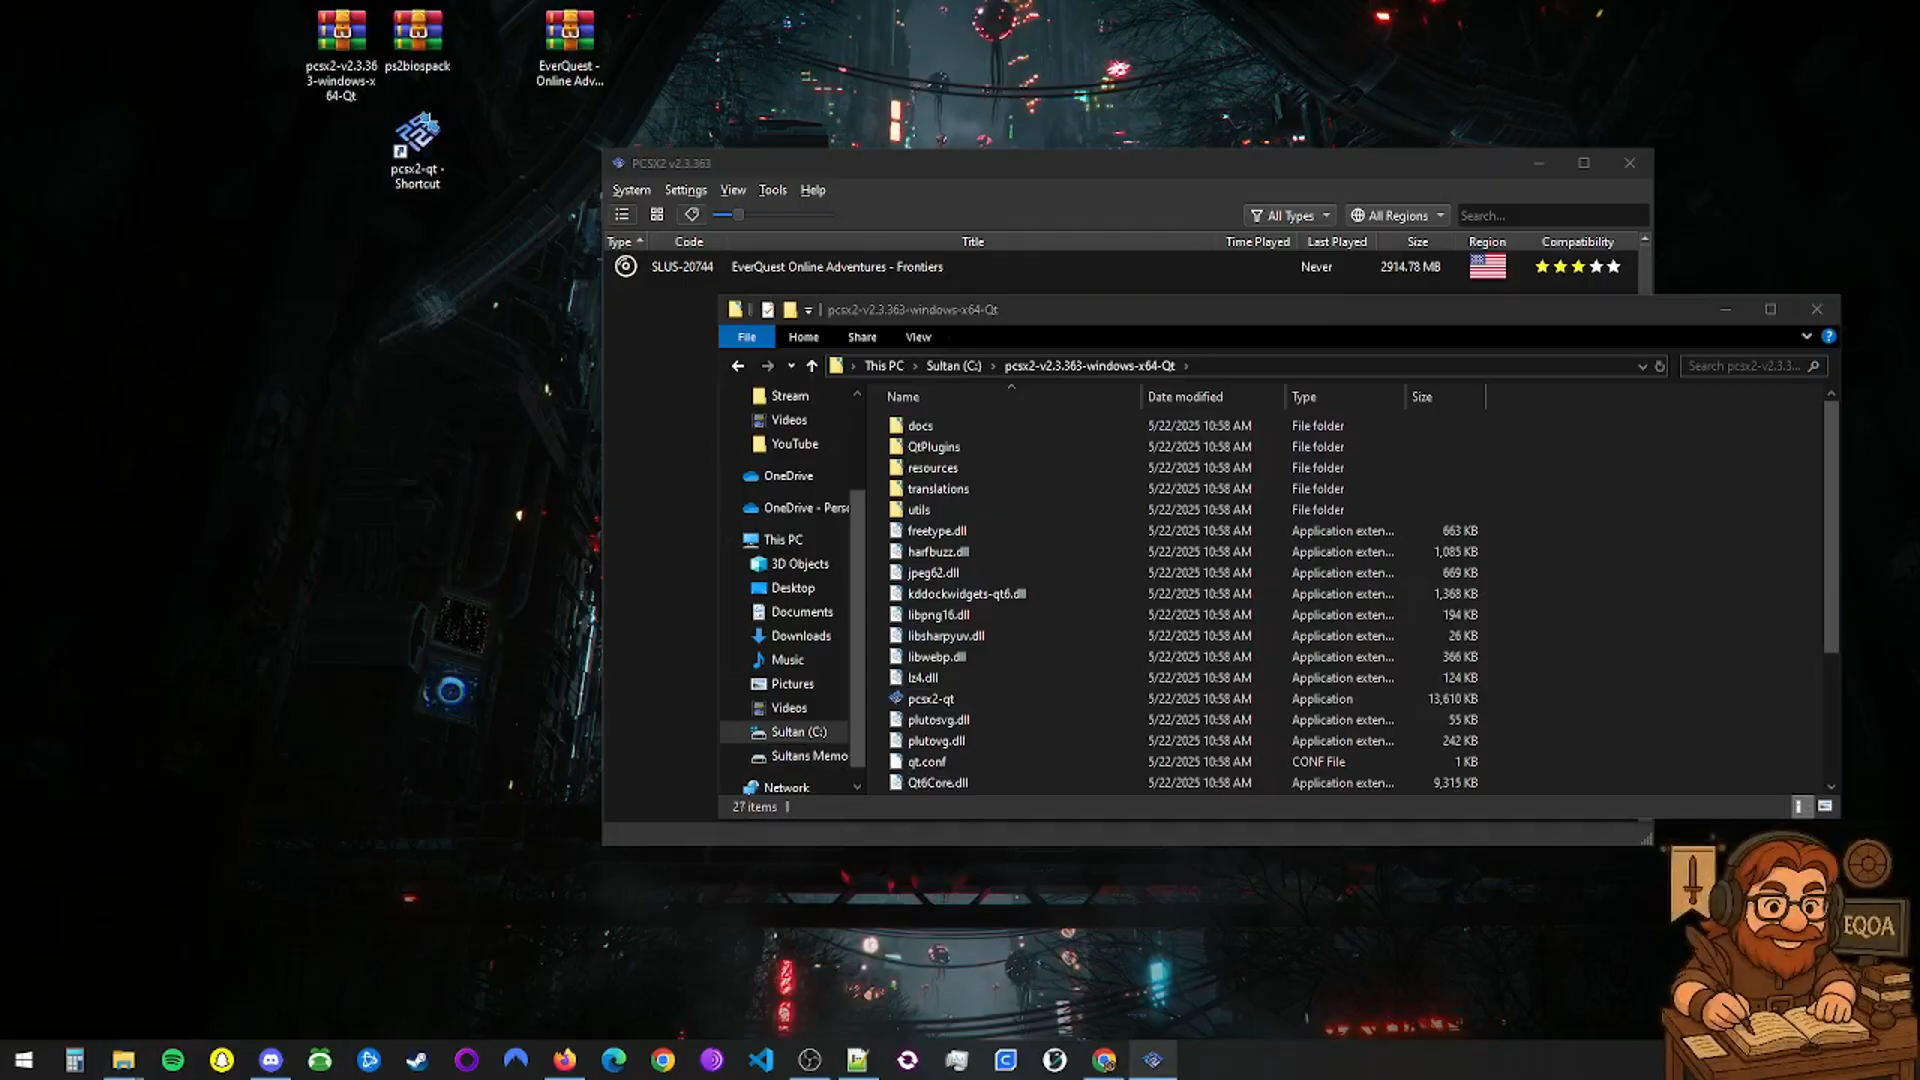 pcsx2-v2.3.36
3-windows-x
64-Qt
ps2biospack
EverQuest -
Online Adv...
pcsx2-qt -
Shortcut
PCSX2 v2.3.363
System Settings View Tools Help
All Types All Regions Search...
Type Code Title Time Played Last Played Size Region Compatibility
SLUS-20744 EverQuest Online Adventures - Frontiers Never 2914.78 MB
pcsx2-v2.3.363-windows-x64-Qt
File Home Share View
This PC Sultan (C:) pcsx2-v2.3.363-windows-x64-Qt Search pcsx2-v2.3.3...
Name Date modified Type Size
Stream
Videos
YouTube
OneDrive
OneDrive - Perso
This PC
3D Objects
Desktop
Documents
Downloads
Music
Pictures
Videos
Sultan (C:)
Sultans Memo
Network
docs 5/22/2025 10:58 AM File folder
QtPlugins 5/22/2025 10:58 AM File folder
resources 5/22/2025 10:58 AM File folder
translations 5/22/2025 10:58 AM File folder
utils 5/22/2025 10:58 AM File folder
freetype.dll 5/22/2025 10:58 AM Application exten... 663 KB
harfbuzz.dll 5/22/2025 10:58 AM Application exten... 1,085 KB
jpeg62.dll 5/22/2025 10:58 AM Application exten... 669 KB
kddockwidgets-qt6.dll 5/22/2025 10:58 AM Application exten... 1,368 KB
libpng16.dll 5/22/2025 10:58 AM Application exten... 194 KB
libsharpyuv.dll 5/22/2025 10:58 AM Application exten... 26 KB
libwebp.dll 5/22/2025 10:58 AM Application exten... 366 KB
lz4.dll 5/22/2025 10:58 AM Application exten... 124 KB
pcsx2-qt 5/22/2025 10:58 AM Application 13,610 KB
plutosvg.dll 5/22/2025 10:58 AM Application exten... 55 KB
plutovg.dll 5/22/2025 10:58 AM Application exten... 242 KB
qt.conf 5/22/2025 10:58 AM CONF File 1 KB
Qt6Core.dll 5/22/2025 10:58 AM Application exten... 9,315 KB
27 items
EQOA